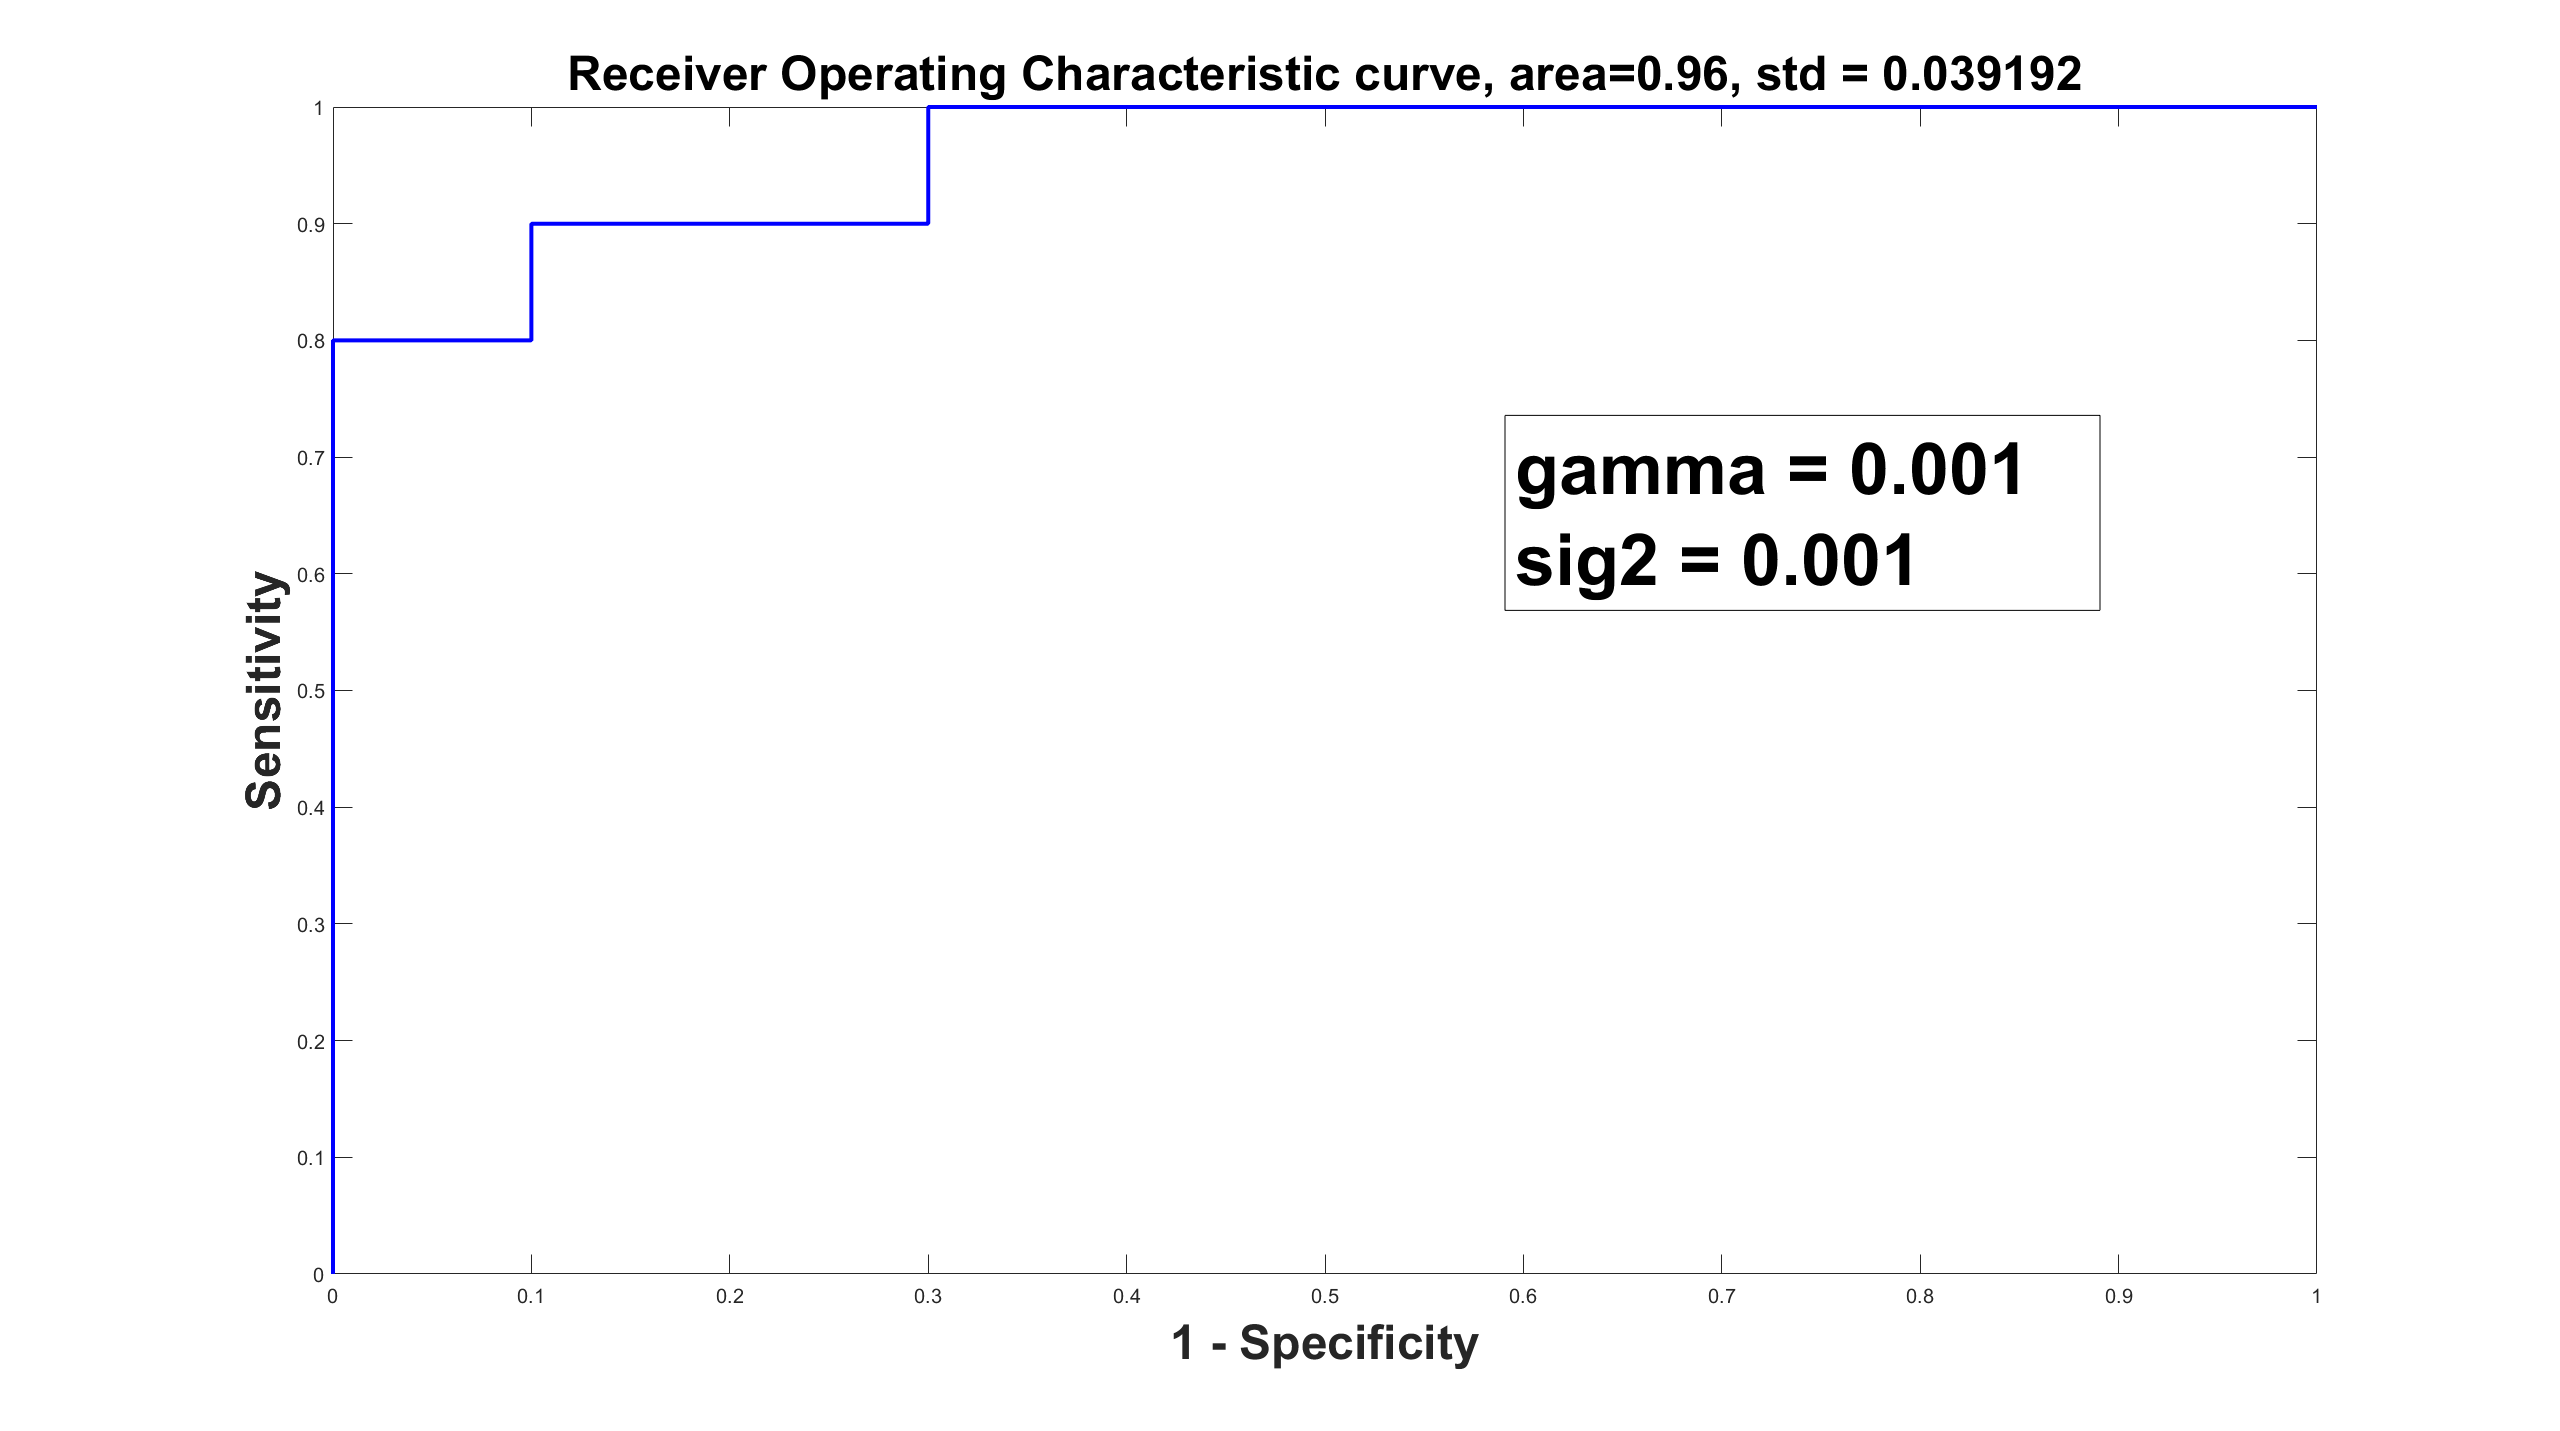 Receiver Operating Characteristic curve, area=0.96, std = 0.039192
1
0.9
0.8
0.7
0.6
0.5
0.4
0.3
0.2
0.1
0
Sensitivity
gamma = 0.001
sig2 = 0.001
0 0.1 0.2 0.3 0.4 0.5 0.6 0.7 0.8 0.9 1
1 - Specificity